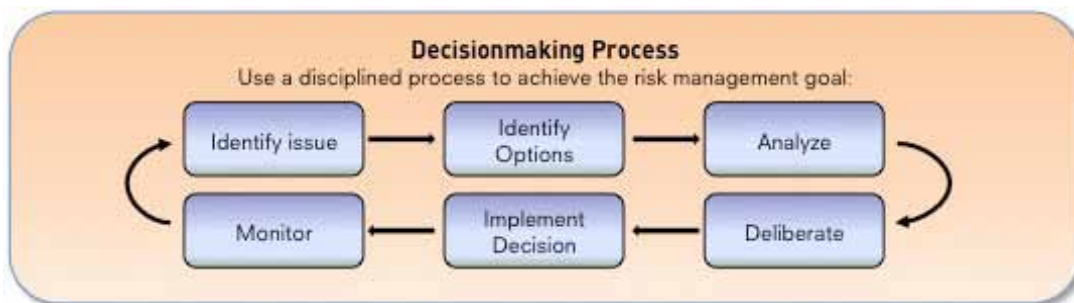 Decisionmaking Process
Use a disciplined process to achieve the risk management goal:
Identify issue
Identify
Options
Analyze
Deliberate
Implement
Decision
Monitor